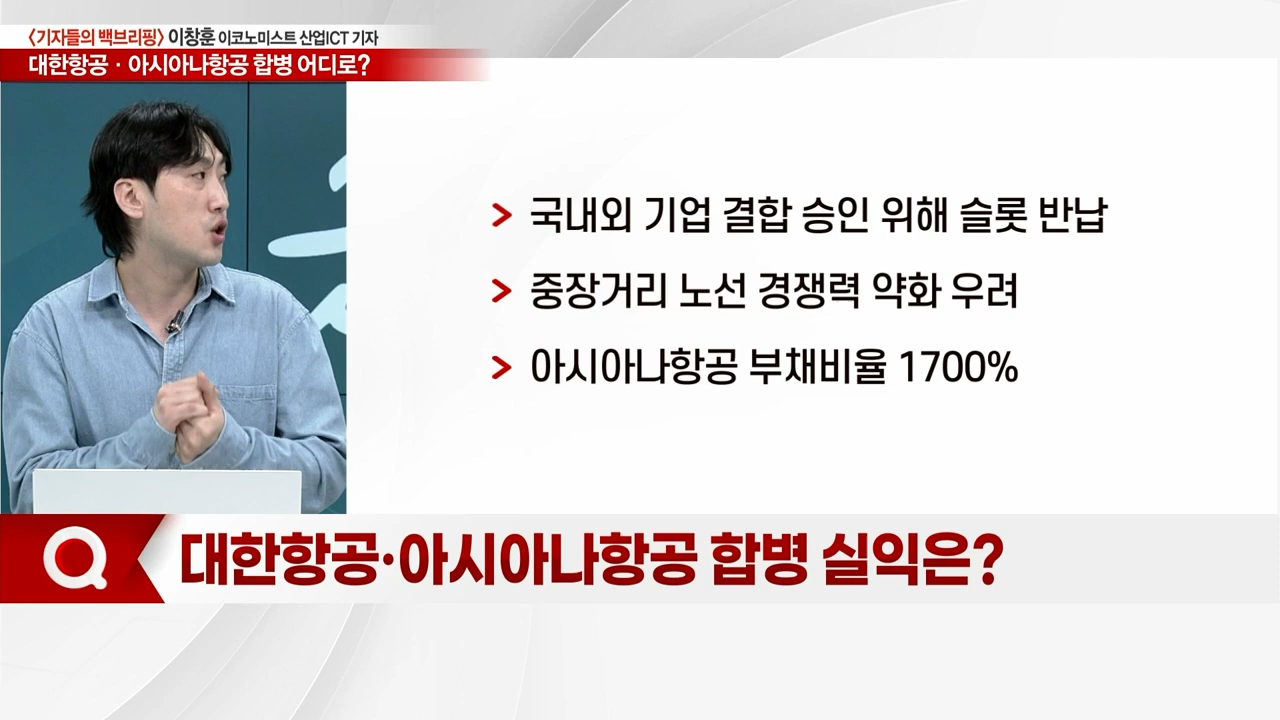 〈기자들의 백브리핑〉 이창훈 이코노미스트 산업ICT 기자
대한항공 · 아시아나항공 합병 어디로?
> 국내외 기업 결합 승인 위해 슬롯 반납
> 중장거리 노선 경쟁력 약화 우려
> 아시아나항공 부채비율 1700%
Q 대한항공·아시아나항공 합병 실익은?